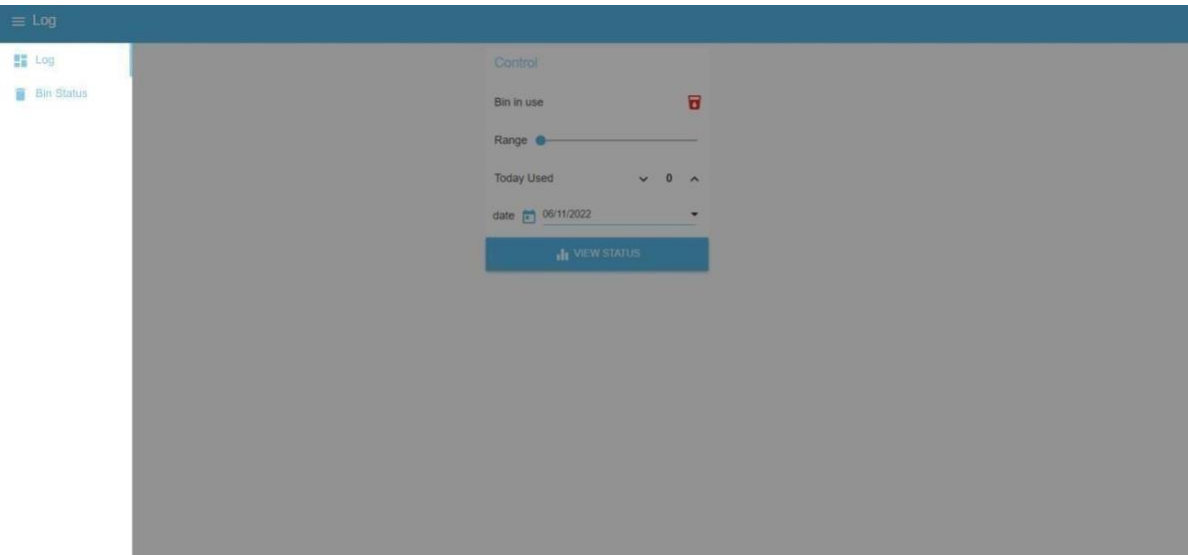 Log
Log
Bin Status
Control
Bin in use
Range
Today Used 0
date 06/11/2022
VIEW STATUS